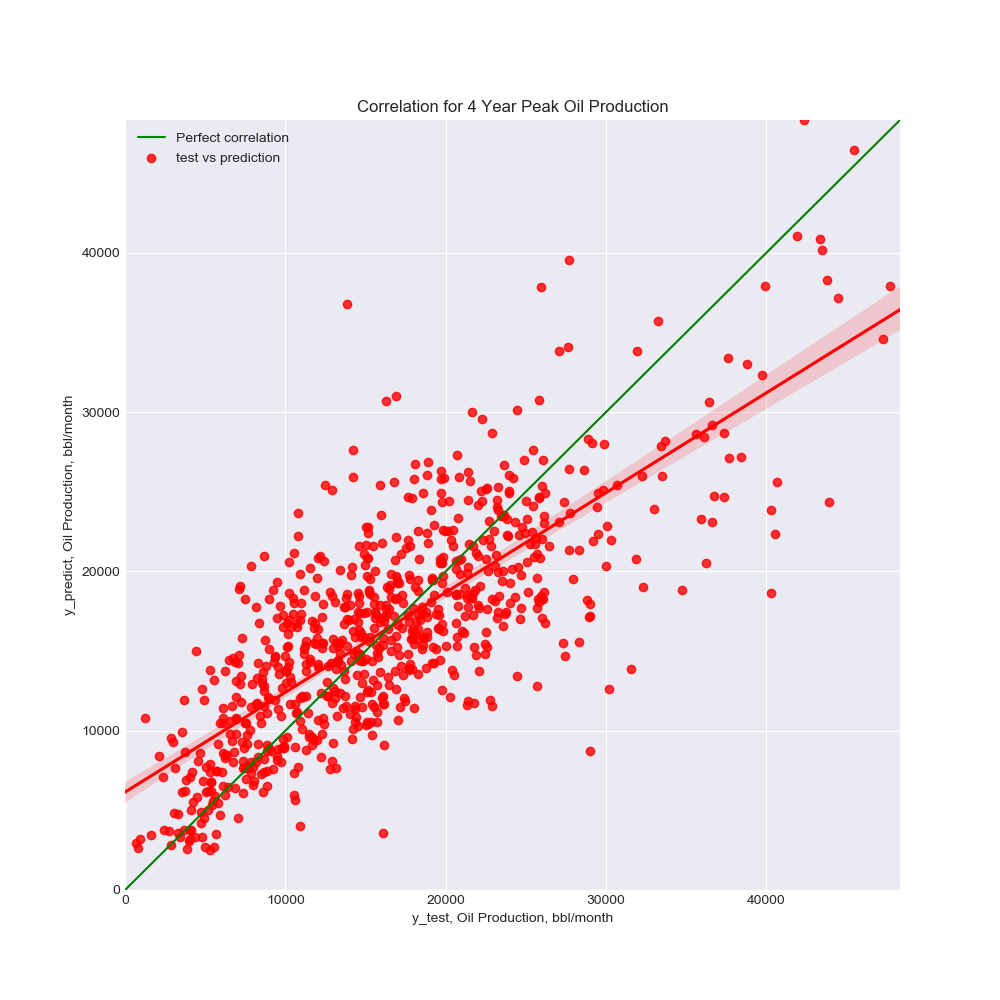 Correlation for 4 Year Peak Oil Production
Perfect correlation
test vs prediction
40000
30000
20000
10000
0
y_predict, Oil Production, bbl/month
0 10000 20000 30000 40000
y_test, Oil Production, bbl/month